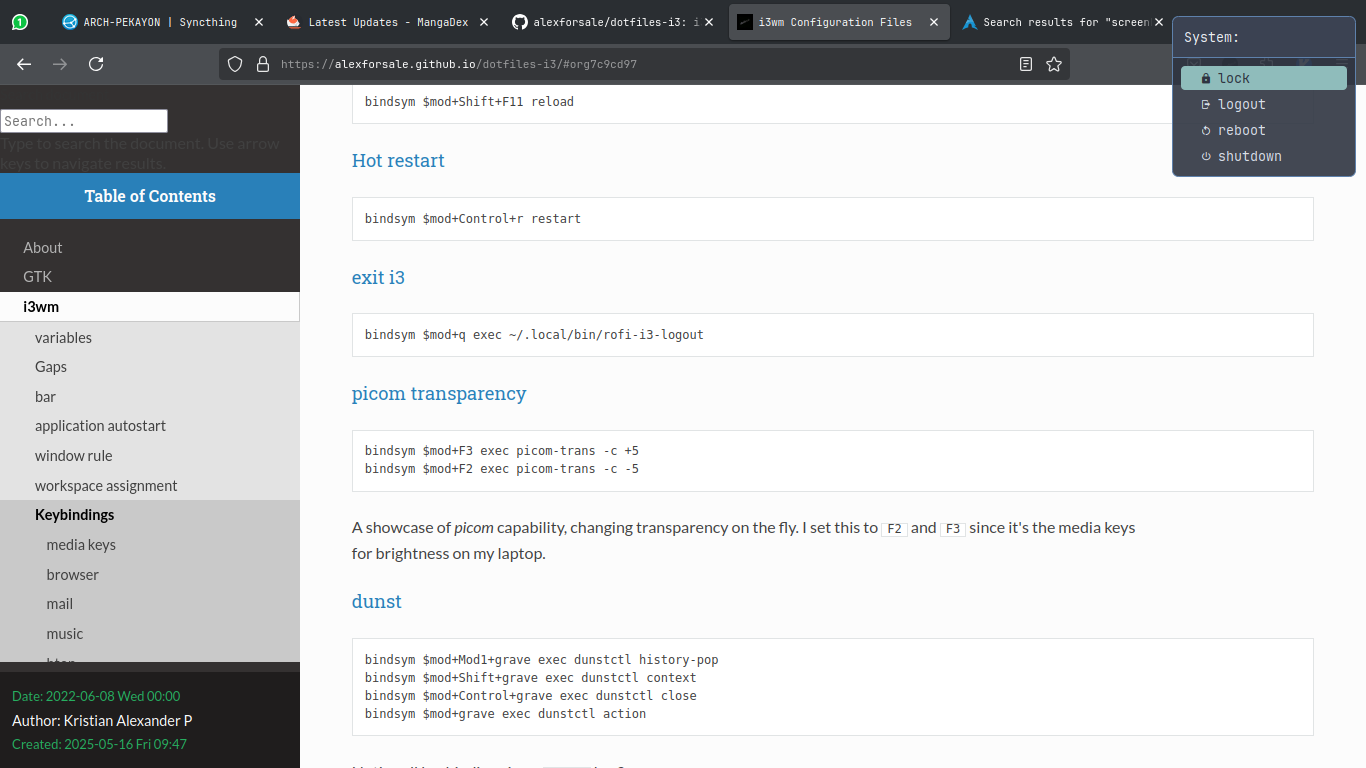 1
ARCH-PEKAYON | Syncthing
Latest Updates - MangaDex
alexforsale/dotfiles-i3: i
i3wm Configuration Files
Search results for "screen
https://alexforsale.github.io/dotfiles-i3/#org7c9cd97
System:
lock
logout
reboot
shutdown
Search...
Type to search the document. Use arrow
keys to navigate results.
Table of Contents
About
GTK
i3wm
variables
Gaps
bar
application autostart
window rule
workspace assignment
Keybindings
media keys
browser
mail
music
Date: 2022-06-08 Wed 00:00
Author: Kristian Alexander P
Created: 2025-05-16 Fri 09:47
bindsym $mod+Shift+F11 reload
Hot restart
bindsym $mod+Control+r restart
exit i3
bindsym $mod+q exec ~/.local/bin/rofi-i3-logout
picom transparency
bindsym $mod+F3 exec picom-trans -c +5
bindsym $mod+F2 exec picom-trans -c -5
A showcase of picom capability, changing transparency on the fly. I set this to F2 and F3 since it's the media keys
for brightness on my laptop.
dunst
bindsym $mod+Mod1+grave exec dunstctl history-pop
bindsym $mod+Shift+grave exec dunstctl context
bindsym $mod+Control+grave exec dunstctl close
bindsym $mod+grave exec dunstctl action